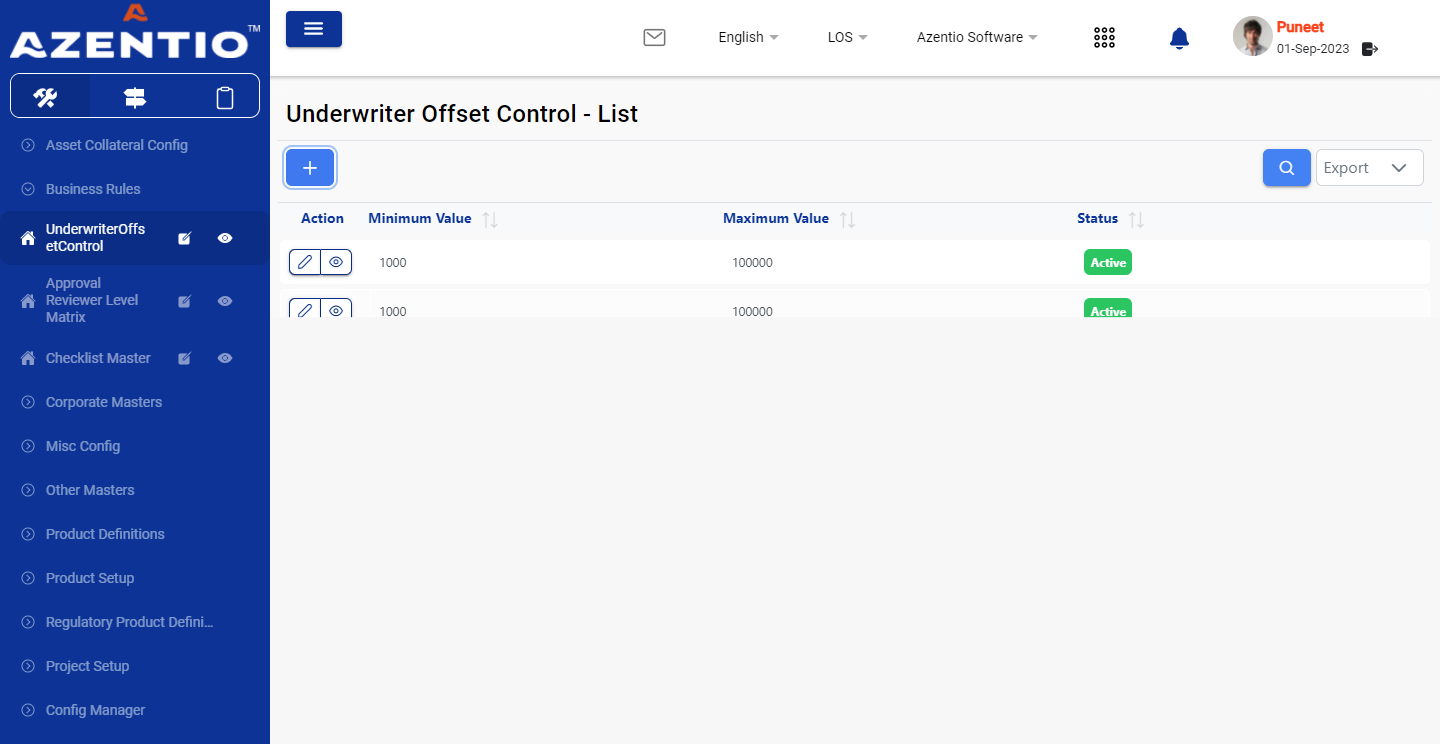 AZENTIO™
Asset Collateral Config
Business Rules
UnderwriterOffs
etControl
Approval
Reviewer Level
Matrix
Checklist Master
Corporate Masters
Misc Config
Other Masters
Product Definitions
Product Setup
Regulatory Product Defini...
Project Setup
Config Manager
English
LOS
Azentio Software
Puneet
01-Sep-2023
Underwriter Offset Control - List
Export
Action Minimum Value Maximum Value Status
1000 100000 Active
1000 100000 Active